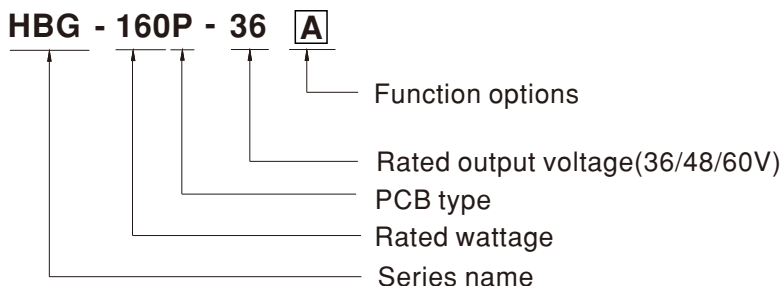 HBG - 160P - 36 A
Function options
Rated output voltage(36/48/60V)
PCB type
Rated wattage
Series name